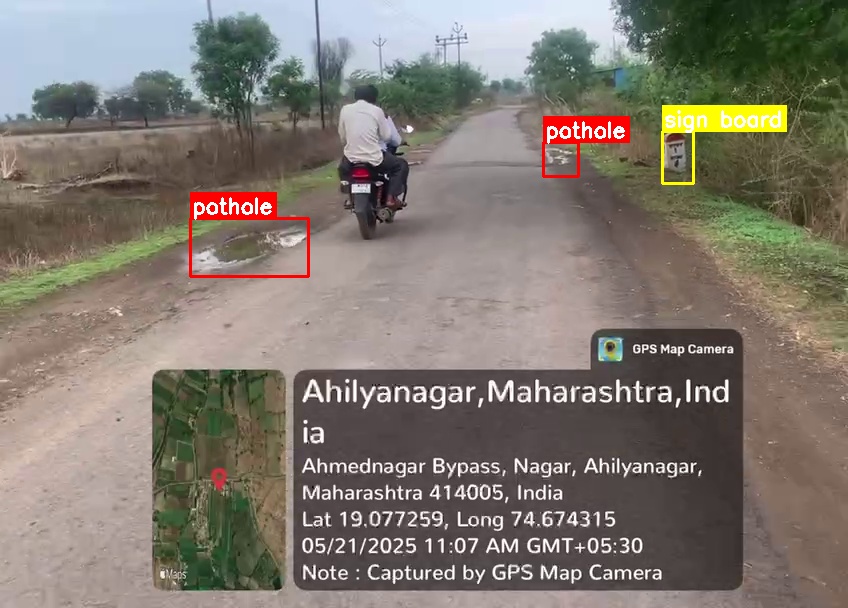 pothole
sign board
pothole
GPS Map Camera
Ahilyanagar,Maharashtra,Ind
ia
Ahmednagar Bypass, Nagar, Ahilyanagar,
Maharashtra 414005, India
Lat 19.077259, Long 74.674315
05/21/2025 11:07 AM GMT+05:30
Note : Captured by GPS Map Camera
Maps